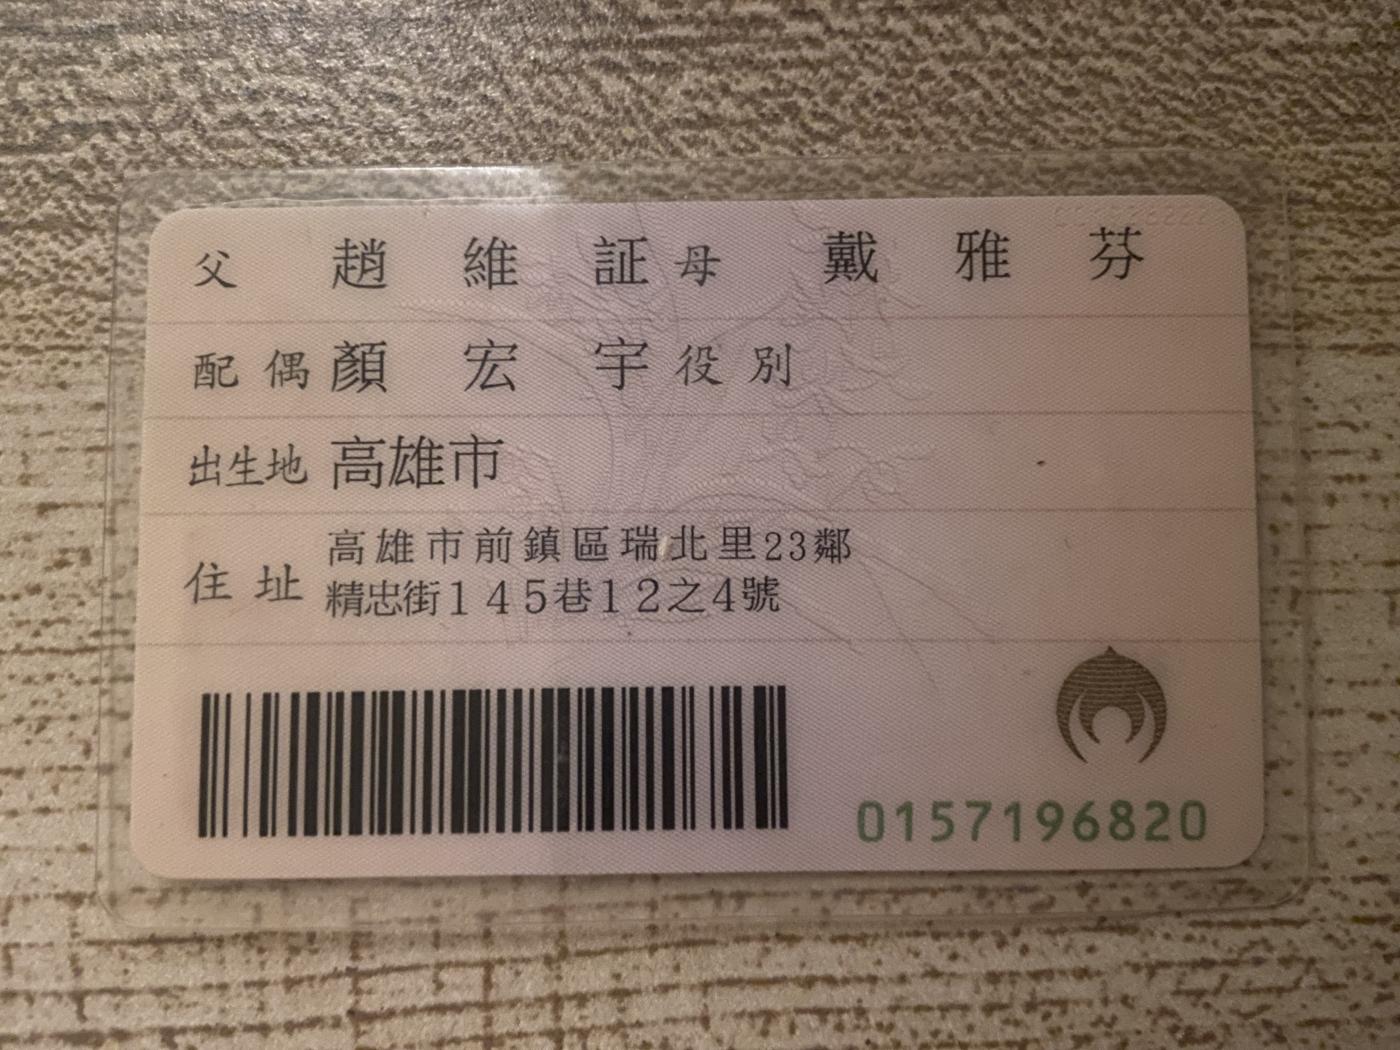 父 趙維証 母 戴雅芬
配偶 顏宏宇 役別
出生地 高雄市
住址 高雄市前鎮區瑞北里23鄰
精忠街145巷12之4號
0157196820